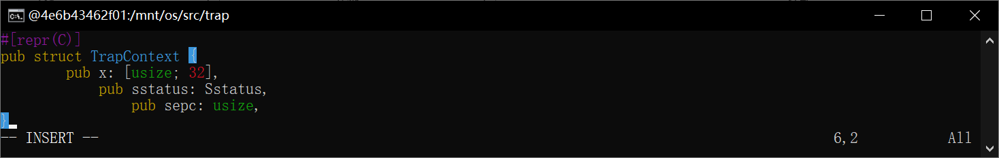 @4e6b43462f01:/mnt/os/src/trap
#[repr(C)]
pub struct TrapContext {
        pub x: [usize; 32],
            pub sstatus: Sstatus,
                pub sepc: usize,
}
-- INSERT -- 6,2 All